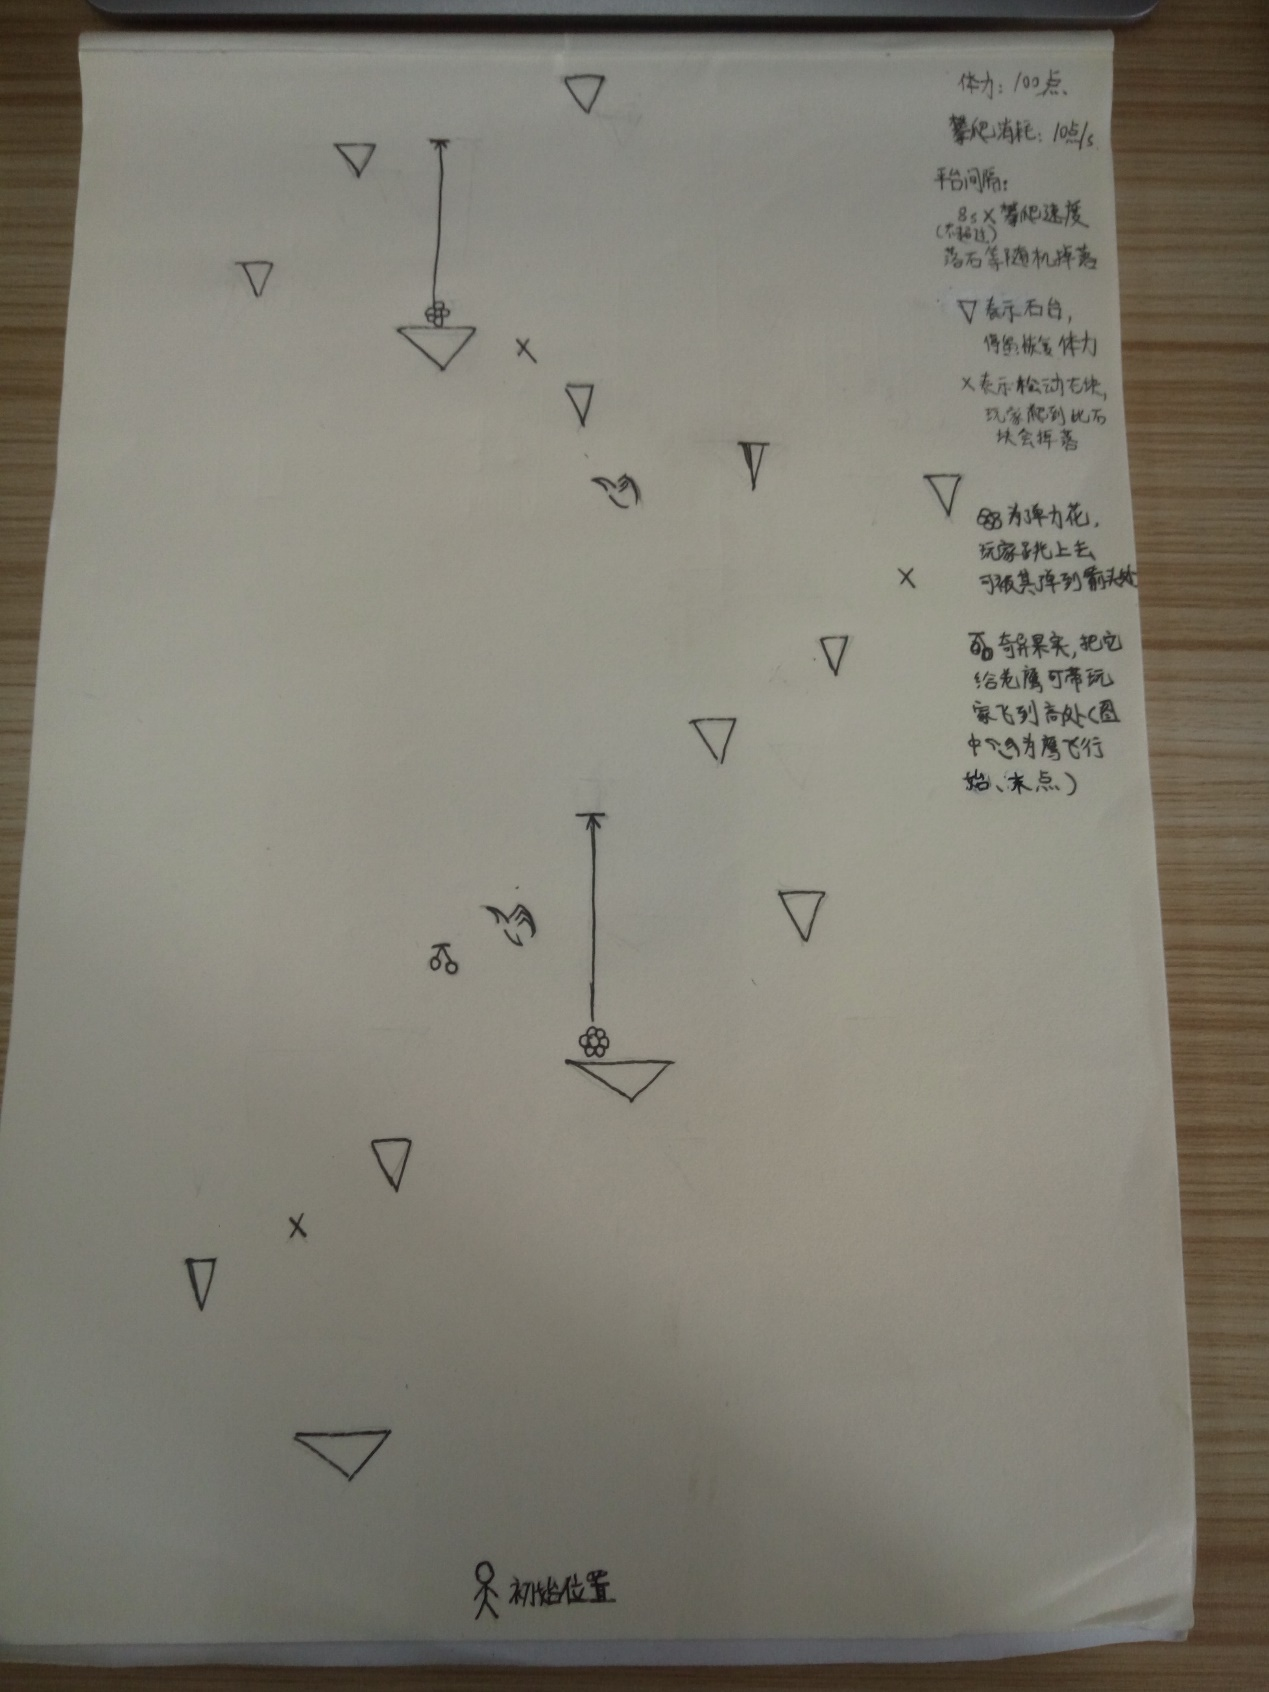 体力：100点
攀爬消耗：10点/s
平台间隔：
8s×攀爬速度
(不超过)
落石等随机掉落
▽表示石台，
停留恢复体力
×表示松动石块，
玩家爬到此石
块会掉落
为弹力花，
玩家跳上去
可被其弹到箭头处
奇异果实，把它
给老鹰可带玩
家飞到高处(图
中为鹰飞行
始、末点)
初始位置